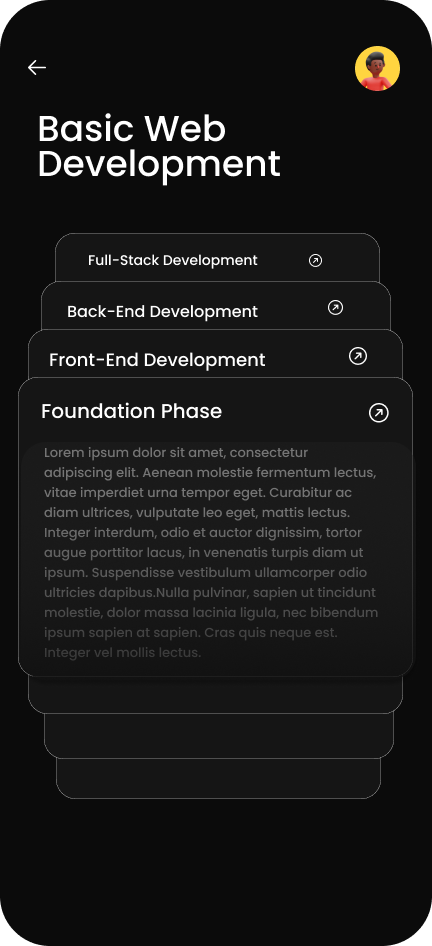 Basic Web
Development
Full-Stack Development
Back-End Development
Front-End Development
Foundation Phase
Lorem ipsum dolor sit amet, consectetur
adipiscing elit. Aenean molestie fermentum lectus,
vitae imperdiet urna tempor eget. Curabitur ac
diam ultrices, vulputate leo eget, mattis lectus.
Integer interdum, odio et auctor dignissim, tortor
augue porttitor lacus, in venenatis turpis diam ut
ipsum. Suspendisse vestibulum ullamcorper odio
ultricies dapibus.Nulla pulvinar, sapien ut tincidunt
molestie, dolor massa lacinia ligula, nec bibendum
ipsum sapien at sapien. Cras quis neque est.
Integer vel mollis lectus.